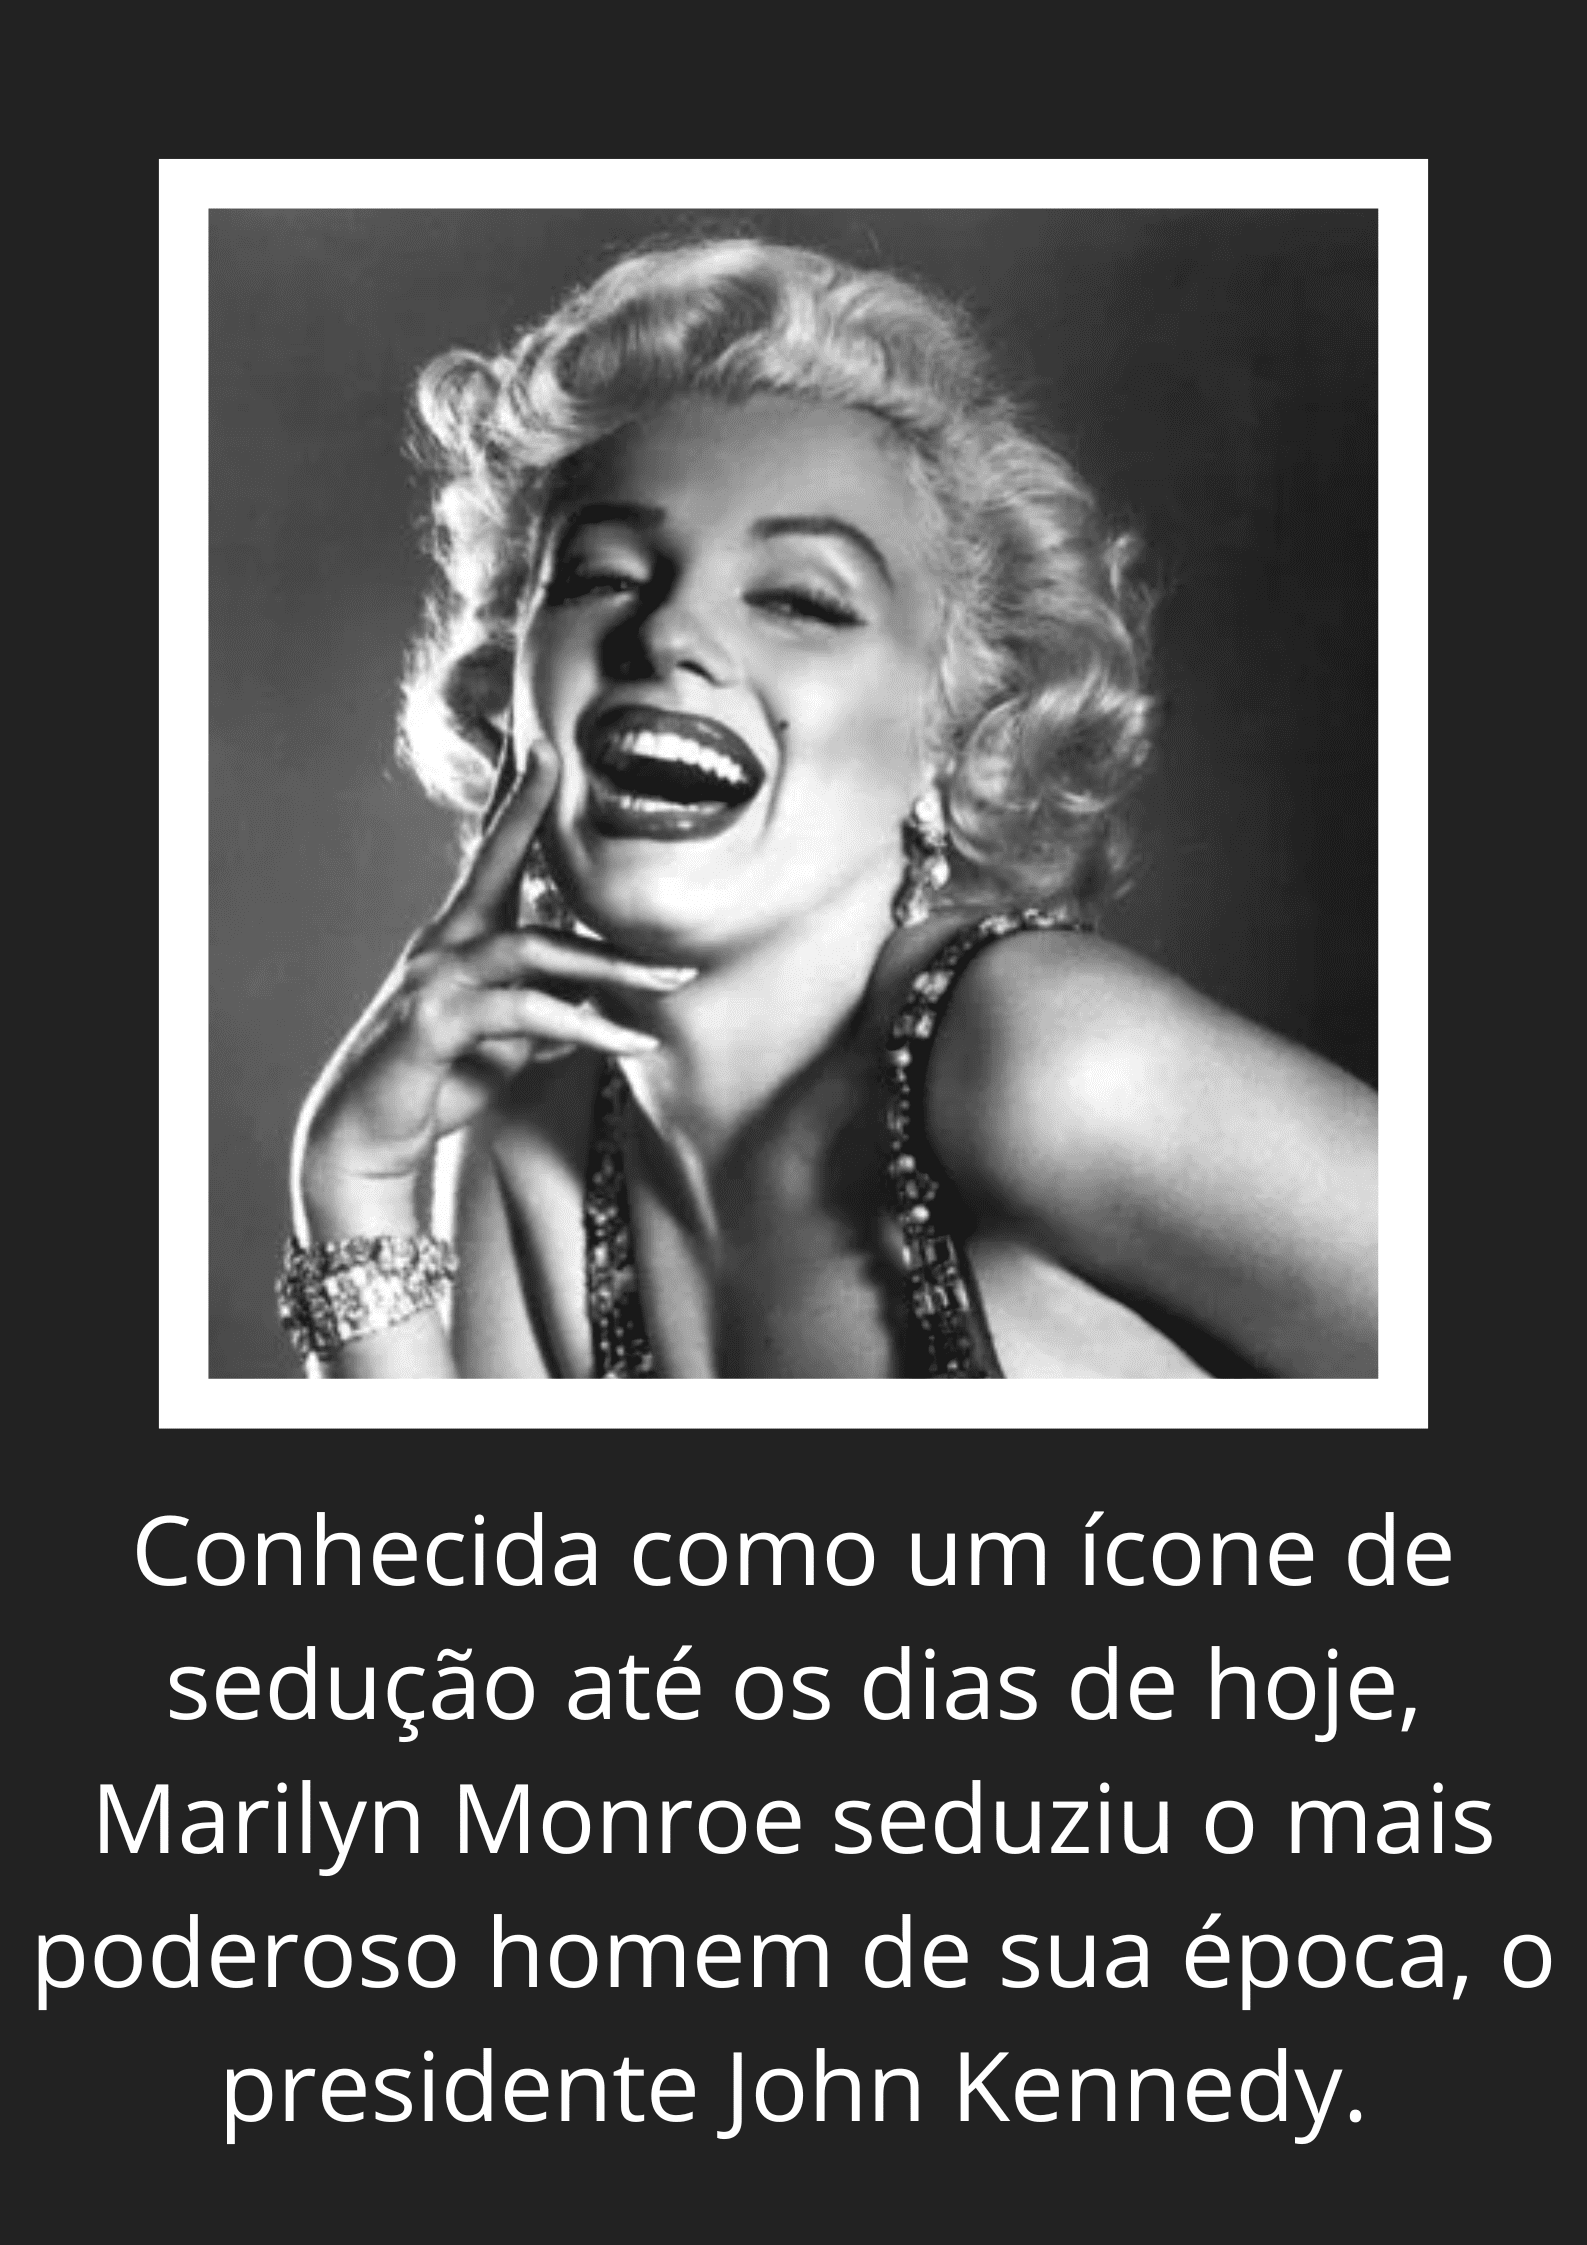 Conhecida como um ícone de
sedução até os dias de hoje,
Marilyn Monroe seduziu o mais
poderoso homem de sua época, o
presidente John Kennedy.